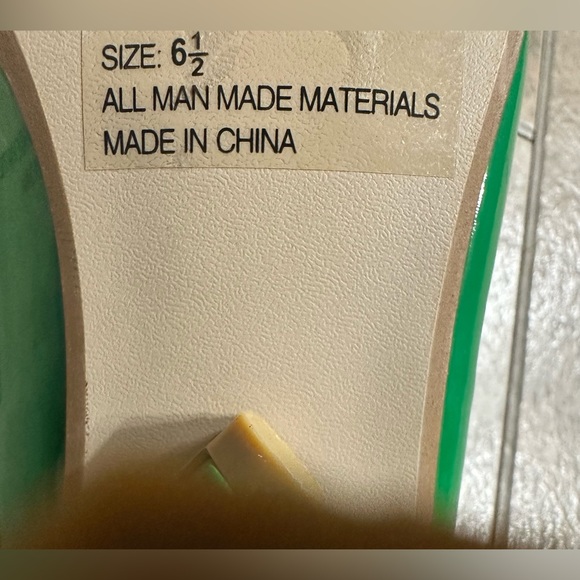 SIZE: 6½
ALL MAN MADE MATERIALS
MADE IN CHINA